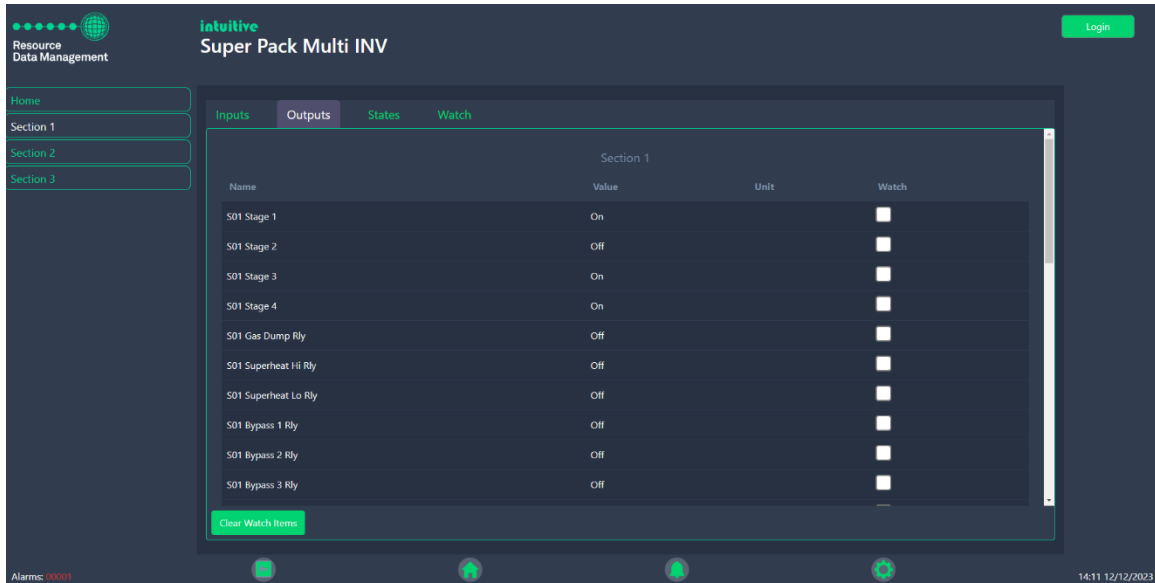 Resource
Data Management
intuitive
Super Pack Multi INV
Login
Home
Section 1
Section 2
Section 3
Inputs Outputs States Watch
Section 1
Name Value Unit Watch
S01 Stage 1 On
S01 Stage 2 Off
S01 Stage 3 On
S01 Stage 4 On
S01 Gas Dump Rly Off
S01 Superheat Hi Rly Off
S01 Superheat Lo Rly Off
S01 Bypass 1 Rly Off
S01 Bypass 2 Rly Off
S01 Bypass 3 Rly Off
Clear Watch Items
Alarms: 00001
14:11 12/12/2023